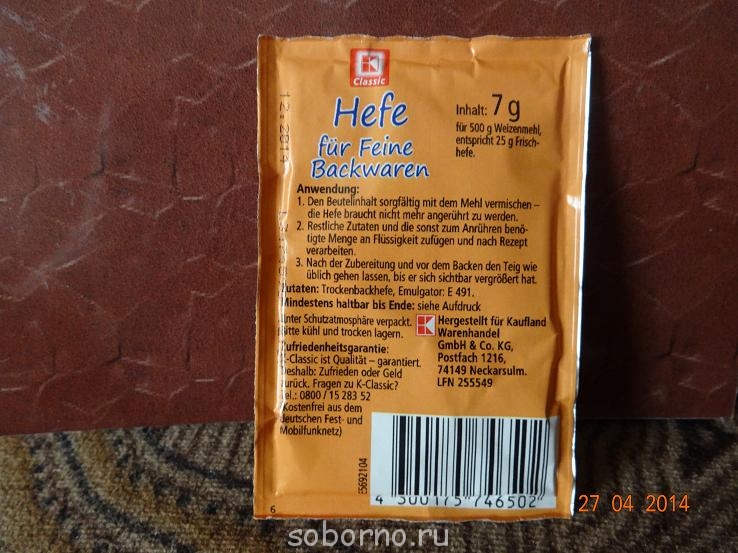 K
Classic
Hefe
für Feine
Backwaren
Inhalt: 7 g
für 500 g Weizenmehl,
entspricht 25 g Frisch-
hefe.
12.2014
Anwendung:
1. Den Beutelinhalt sorgfältig mit dem Mehl vermischen –
die Hefe braucht nicht mehr angerührt zu werden.
2. Restliche Zutaten und die sonst zum Anrühren benö-
tigte Menge an Flüssigkeit zufügen und nach Rezept
verarbeiten.
3. Nach der Zubereitung und vor dem Backen den Teig wie
üblich gehen lassen, bis er sich sichtbar vergrößert hat.
Zutaten: Trockenbackhefe, Emulgator: E 491.
Mindestens haltbar bis Ende: siehe Aufdruck
Unter Schutzatmosphäre verpackt.
Bitte kühl und trocken lagern.
Zufriedenheitsgarantie:
K-Classic ist Qualität – garantiert.
Deshalb: Zufrieden oder Geld
zurück. Fragen zu K-Classic?
Tel.: 0800 / 15 283 52
(Kostenfrei aus dem
deutschen Fest- und
Mobilfunknetz)
K
Hergestellt für Kaufland
Warenhandel
GmbH & Co. KG,
Postfach 1216,
74149 Neckarsulm.
LFN 255549
E5692104
4 300175 746502
6
27 04 2014
soborno.ru